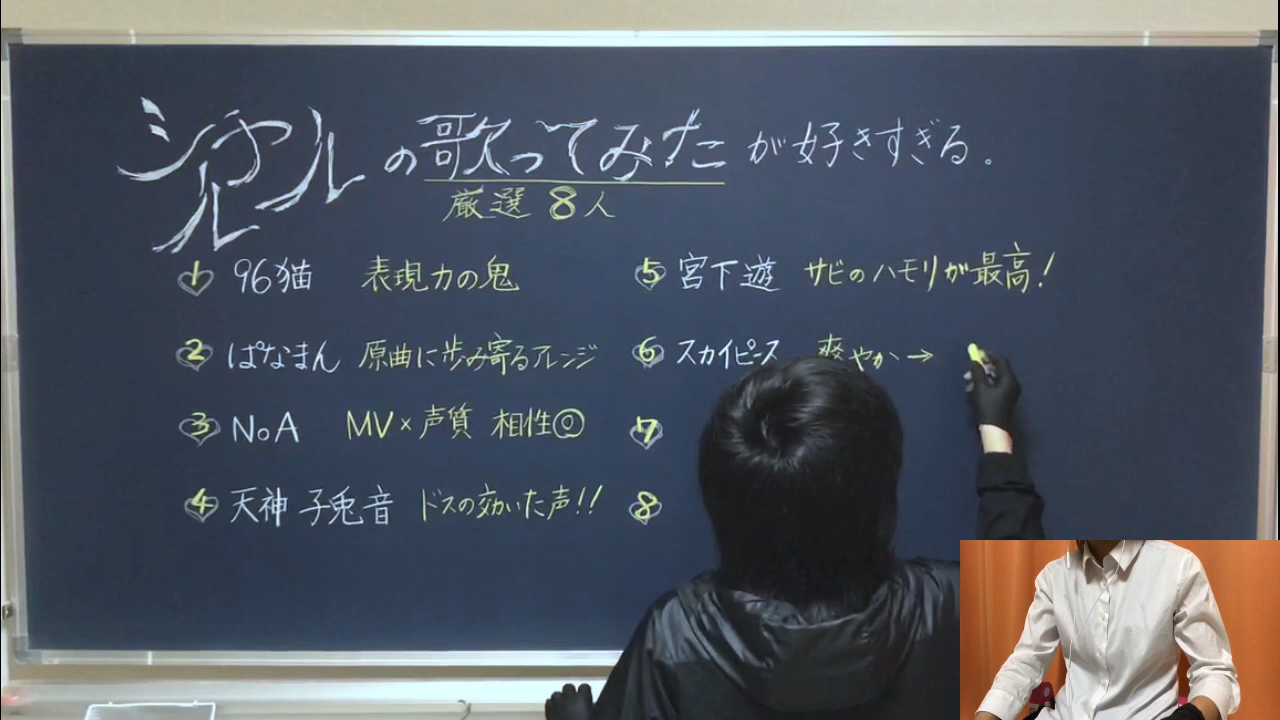 シャルルの歌ってみたが好きすぎる。
厳選 8人
1 96猫 表現力の鬼
2 ぱなまん 原曲に歩み寄るアレンジ
3 NoA MV×声質 相性◎
4 天神 子兎音 ドスの効いた声!!
5 宮下遊 サビのハモリが最高!
6 スカイピース 爽やか→
7
8